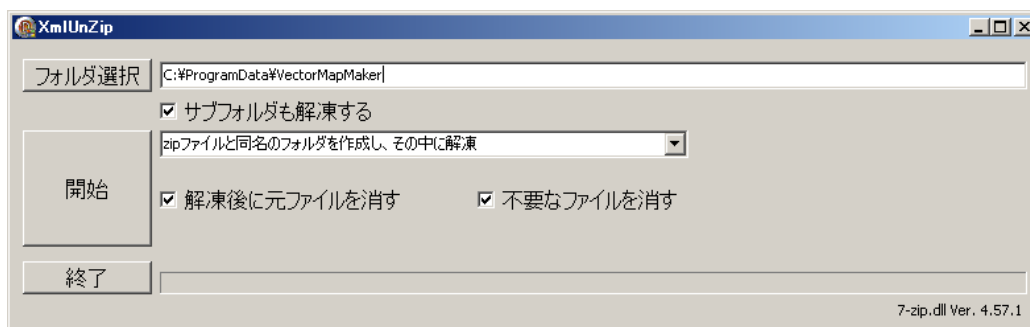 XmlUnZip
フォルダ選択 C:¥ProgramData¥VectorMapMaker
サブフォルダも解凍する
zipファイルと同名のフォルダを作成し、その中に解凍
開始
解凍後に元ファイルを消す 不要なファイルを消す
終了
7-zip.dll Ver. 4.57.1